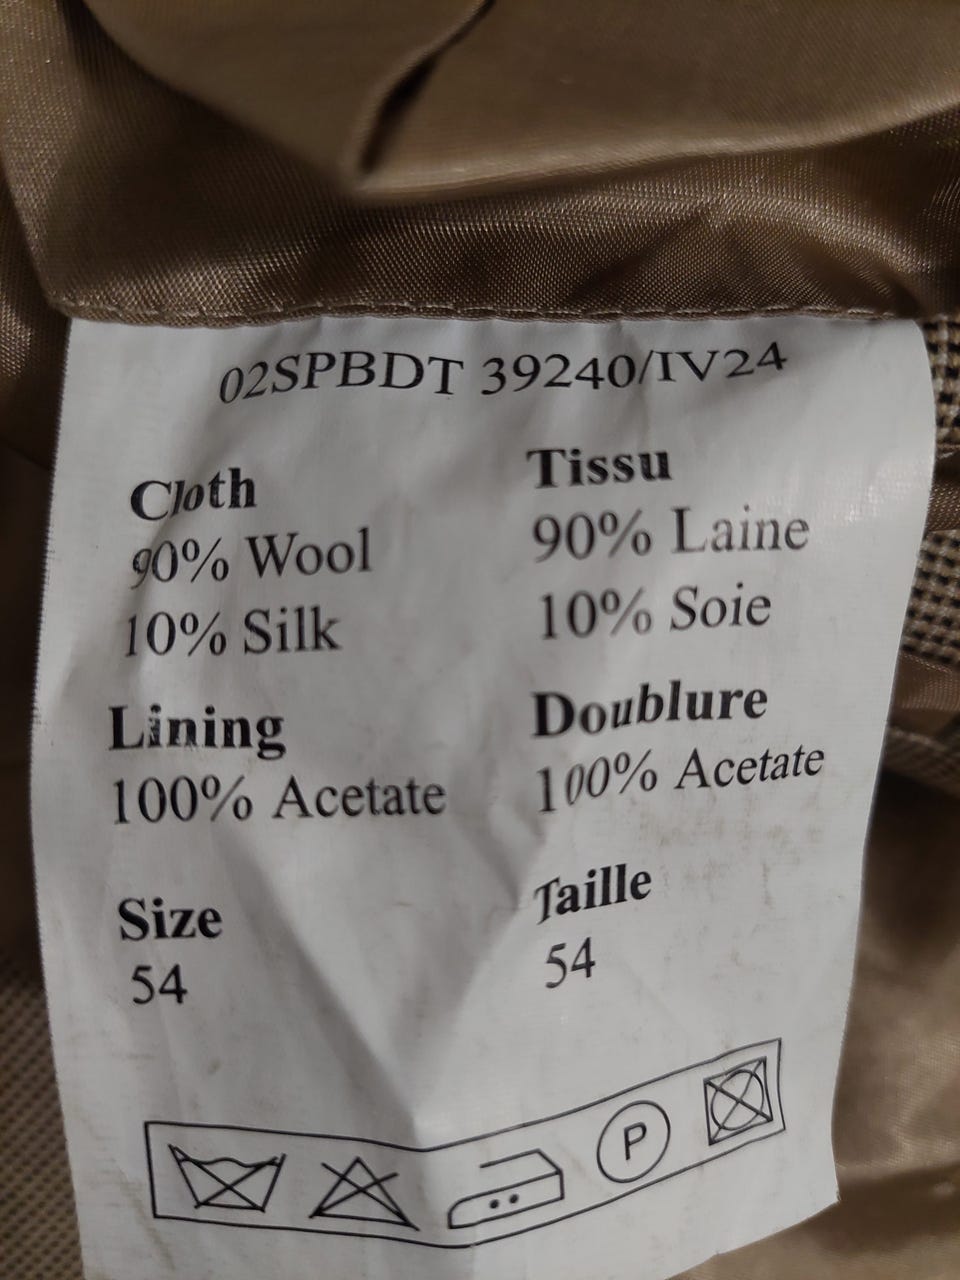 02SPBDT 39240/IV24
Cloth
90% Wool
10% Silk
Lining
100% Acetate
Size
54
Tissu
90% Laine
10% Soie
Doublure
100% Acetate
Taille
54
P